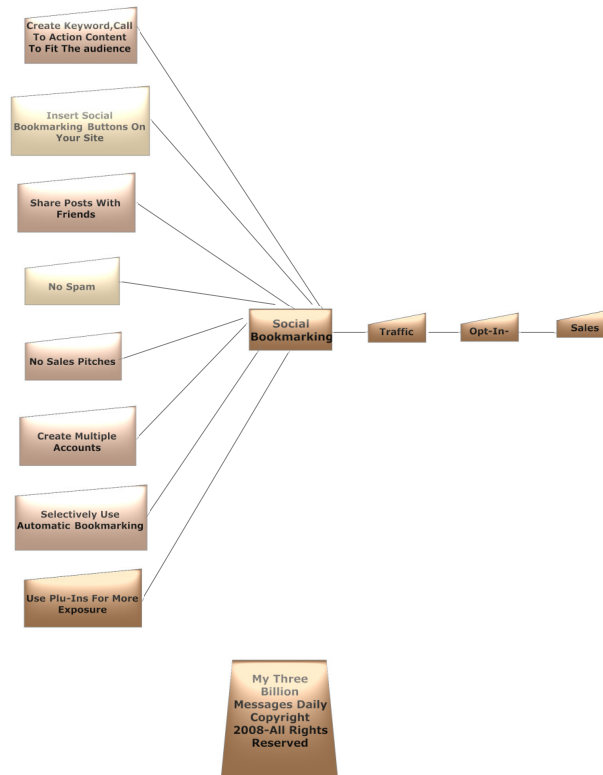 Create Keyword,Call
To Action Content
To Fit The audience
Insert Social
Bookmarking Buttons On
Your Site
Share Posts With
Friends
No Spam
No Sales Pitches
Create Multiple
Accounts
Selectively Use
Automatic Bookmarking
Use Plu-Ins For More
Exposure
Social
Bookmarking
Traffic
Opt-In-
Sales
My Three
Billion
Messages Daily
Copyright
2008-All Rights
Reserved